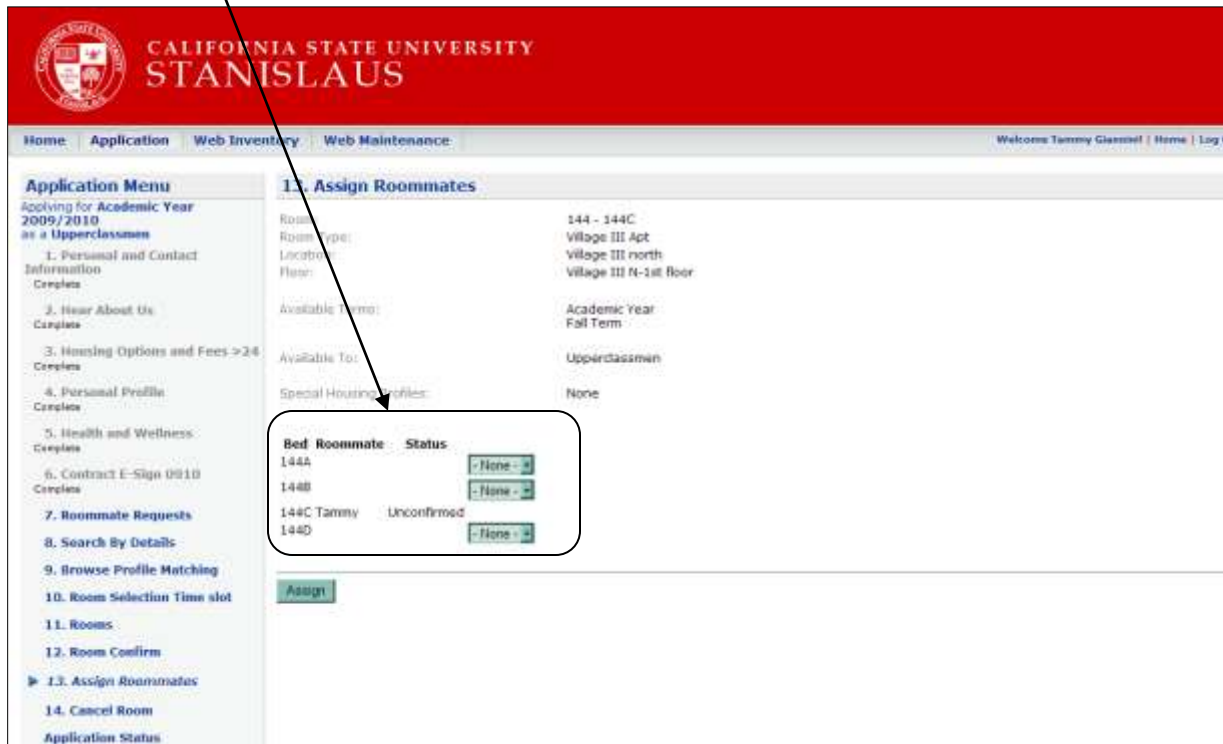 CALIFORNIA STATE UNIVERSITY
STANISLAUS
Home Application Web Inventory Web Maintenance
Welcome Tammy | Home | Log
Application Menu
Applying for Academic Year
2009/2010
as a Upperclassmen
1. Personal and Contact
Information
Complete
2. Hear About Us
Complete
3. Housing Options and Fees >24
Complete
4. Personal Profile
Complete
5. Health and Wellness
Complete
6. Contract E-Sign 0910
Complete
7. Roommate Requests
8. Search By Details
9. Browse Profile Matching
10. Room Selection Time slot
11. Rooms
12. Room Confirm
13. Assign Roommates
14. Cancel Room
Application Status
13. Assign Roommates
Room: 144 - 144C
Room Type: Village III Apt
Location: Village III north
Floor: Village III N-1st floor
Available Terms: Academic Year
Fall Term
Available To: Upperclassmen
Special Housing Profiles: None
Bed Roommate Status
144A - None -
144B - None -
144C Tammy Unconfirmed
144D - None -
Assign